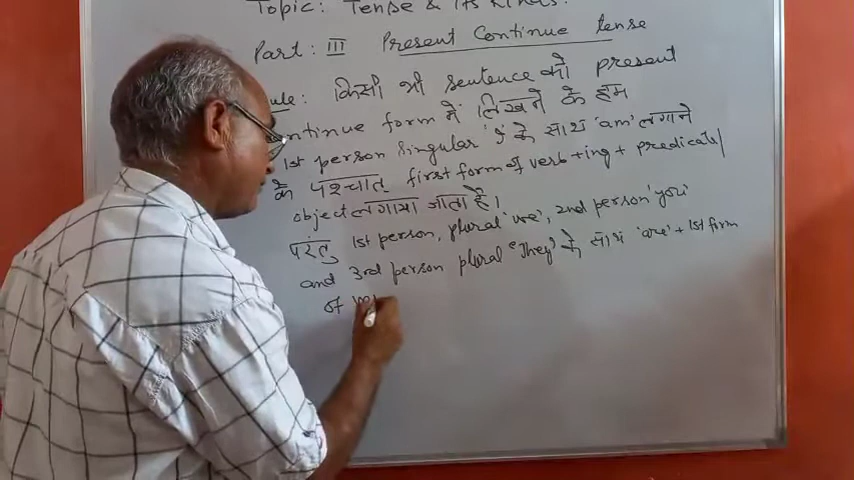 Topic: Tense & its Kinds.
Part: III Present Continue tense
Rule: किसी भी sentence को present
continue form में लिखने के हम
1st person singular 'I' के साथ 'am' लगाने
के पश्चात first form of verb + ing + predicate/
object लगाया जाता है।
परंतु 1st person, plural 'we', 2nd person 'you'
and 3rd person plural "They" के साथ 'are' + 1st form
of